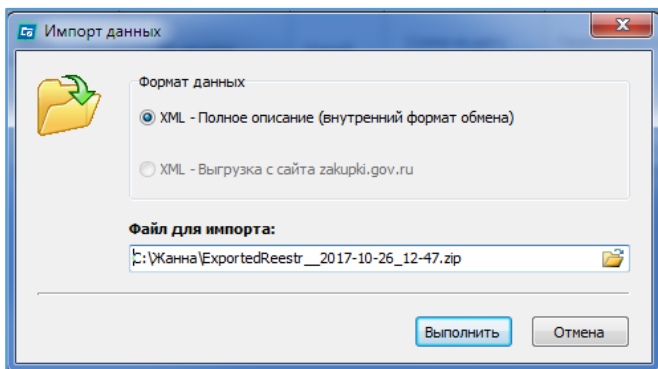 Импорт данных
Формат данных
XML - Полное описание (внутренний формат обмена)
XML - Выгрузка с сайта zakupki.gov.ru
Файл для импорта:
C:\Жанна\ExportedReestr__2017-10-26_12-47.zip
Выполнить Отмена